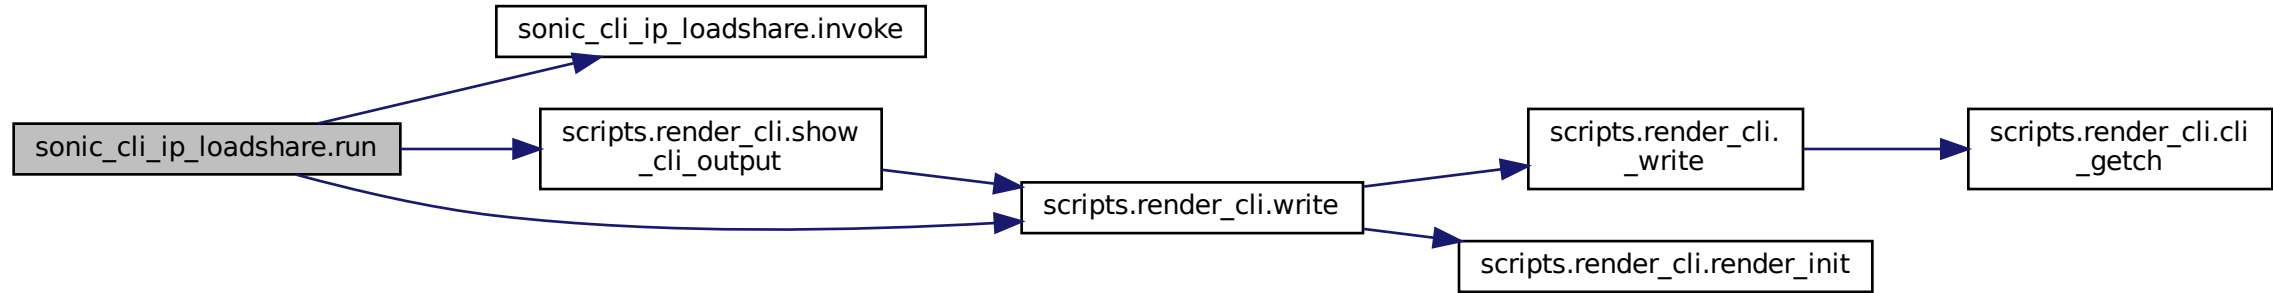 sonic_cli_ip_loadshare.run
sonic_cli_ip_loadshare.invoke
scripts.render_cli.show
_cli_output
scripts.render_cli.write
scripts.render_cli.
_write
scripts.render_cli.cli
_getch
scripts.render_cli.render_init